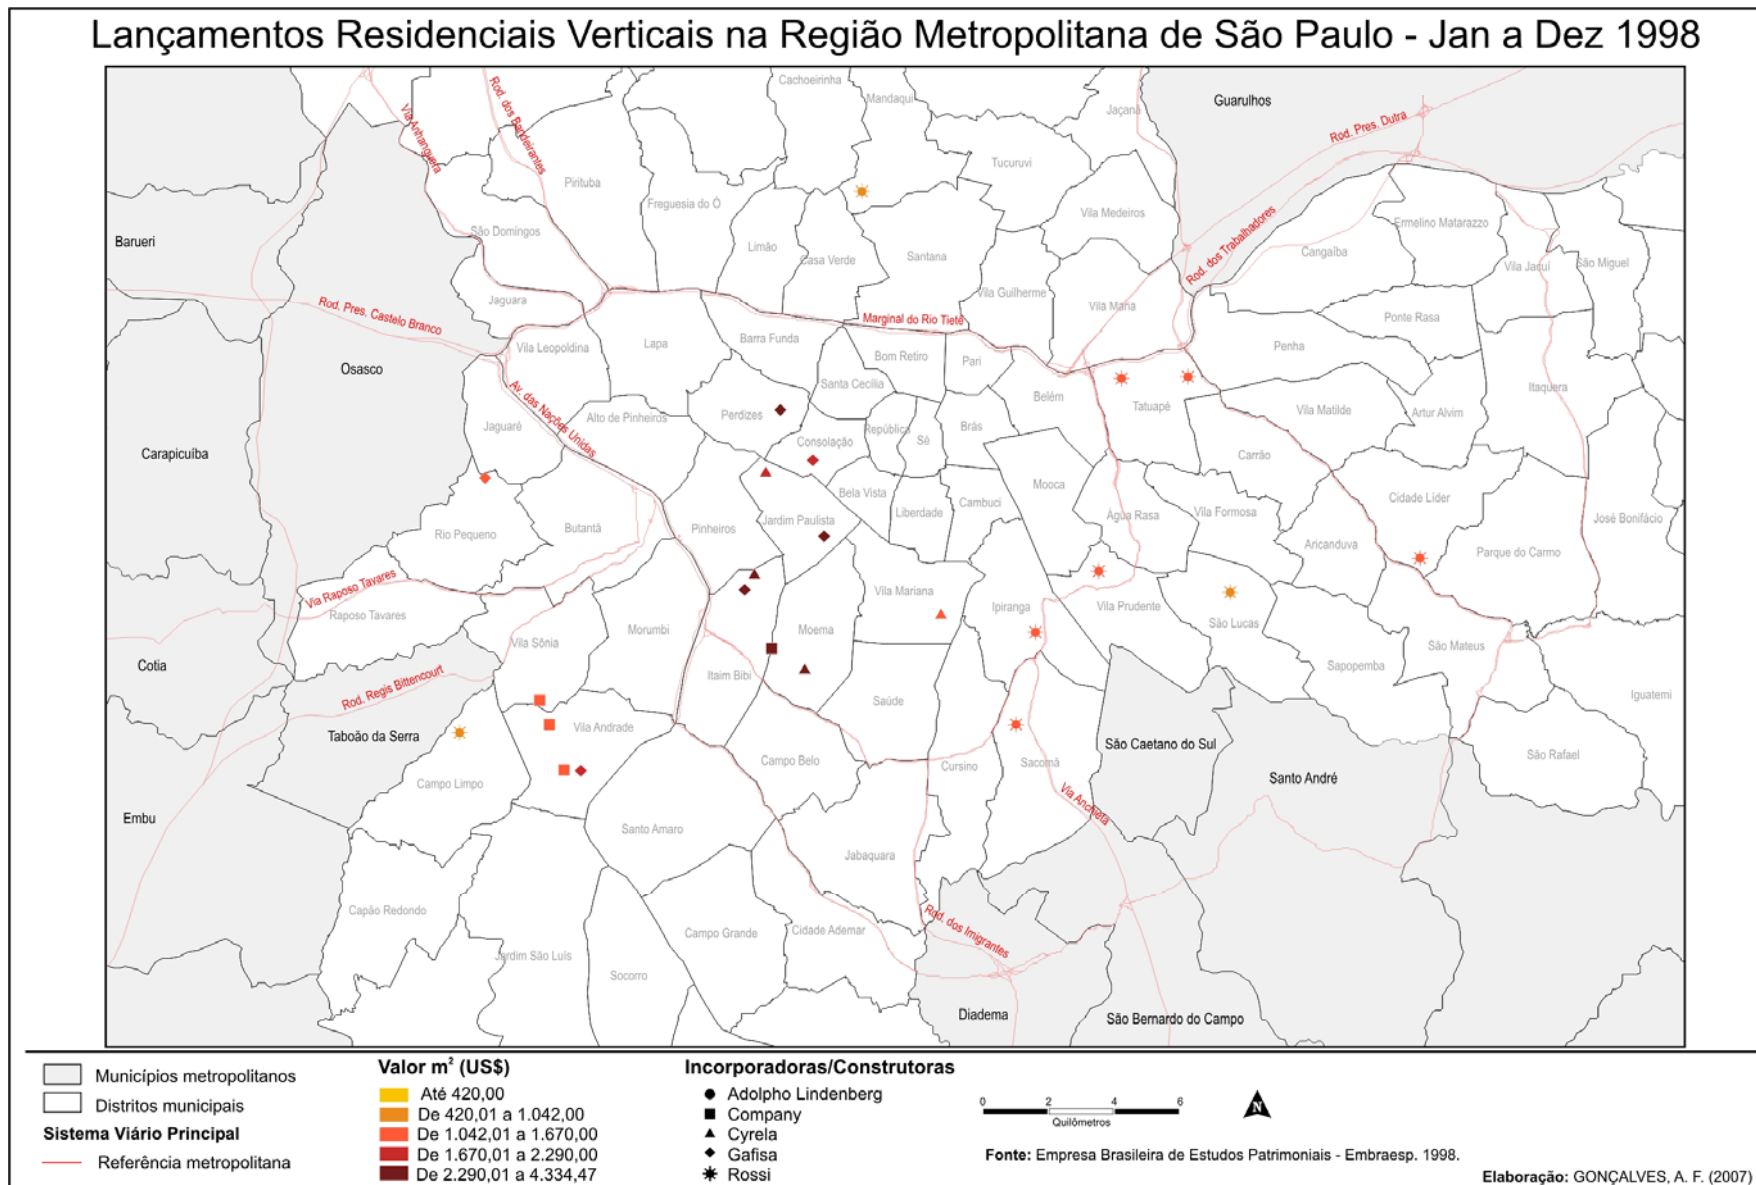 Lançamentos Residenciais Verticais na Região Metropolitana de São Paulo - Jan a Dez 1998
Cachoeirinha
Mandaqui
Jaçanã
Guarulhos
Rod. Pres. Dutra
Via Anhanguera
Rod. dos Bandeirantes
Pirituba
Freguesia do Ó
Tucuruvi
Vila Medeiros
São Domingos
Limão
Casa Verde
Santana
Rod. dos Trabalhadores
Cangaíba
Ermelino Matarazzo
Vila Jacuí
São Miguel
Barueri
Jaguara
Vila Guilherme
Vila Maria
Rod. Pres. Castelo Branco
Marginal do Rio Tietê
Ponte Rasa
Vila Leopoldina
Lapa
Barra Funda
Bom Retiro
Pari
Penha
Osasco
Santa Cecília
Belém
Tatuapé
Itaquera
Av. das Nações Unidas
Alto de Pinheiros
Perdizes
Vila Matilde
Artur Alvim
Jaguaré
Consolação
República
Sé
Brás
Carapicuíba
Carrão
Mooca
Bela Vista
Cambuci
Cidade Líder
Rio Pequeno
Butantã
Pinheiros
Jardim Paulista
Liberdade
Água Rasa
Vila Formosa
José Bonifácio
Aricanduva
Parque do Carmo
Via Raposo Tavares
Raposo Tavares
Vila Mariana
Ipiranga
Vila Prudente
São Lucas
Vila Sônia
Morumbi
Moema
São Mateus
Cotia
Sapopemba
Itaim Bibi
Rod. Regis Bittencourt
Saúde
Iguatemi
Taboão da Serra
Vila Andrade
São Caetano do Sul
São Rafael
Campo Limpo
Campo Belo
Cursino
Sacomã
Santo André
Embu
Via Anchieta
Santo Amaro
Jabaquara
Capão Redondo
Campo Grande
Cidade Ademar
Rod. dos Imigrantes
Jardim São Luís
Socorro
Diadema
São Bernardo do Campo
Municípios metropolitanos
Distritos municipais
Sistema Viário Principal
Referência metropolitana
Valor m² (US$)
Até 420,00
De 420,01 a 1.042,00
De 1.042,01 a 1.670,00
De 1.670,01 a 2.290,00
De 2.290,01 a 4.334,47
Incorporadoras/Construtoras
Adolpho Lindenberg
Company
Cyrela
Gafisa
Rossi
0 2 4 6
Quilômetros
N
Fonte: Empresa Brasileira de Estudos Patrimoniais - Embraesp. 1998.
Elaboração: GONÇALVES, A. F. (2007)